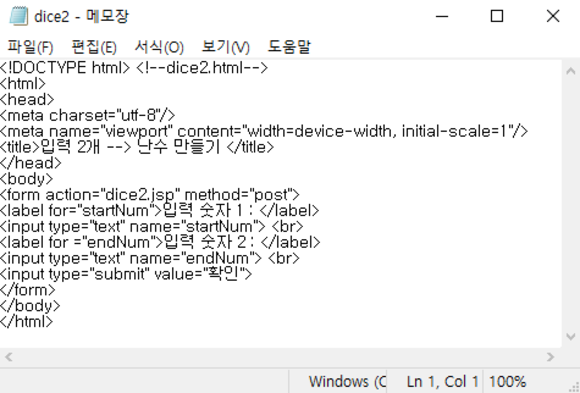 dice2 - 메모장
파일(F) 편집(E) 서식(O) 보기(V) 도움말
<!DOCTYPE html> <!--dice2.html-->
<html>
<head>
<meta charset="utf-8"/>
<meta name="viewport" content="width=device-width, initial-scale=1"/>
<title>입력 2개 --> 난수 만들기 </title>
</head>
<body>
<form action="dice2.jsp" method="post">
<label for="startNum">입력 숫자 1 : </label>
<input type="text" name="startNum"> <br>
<label for ="endNum">입력 숫자 2 : </label>
<input type="text" name="endNum"> <br>
<input type="submit" value="확인">
</form>
</body>
</html>
Windows (C Ln 1, Col 1 100%